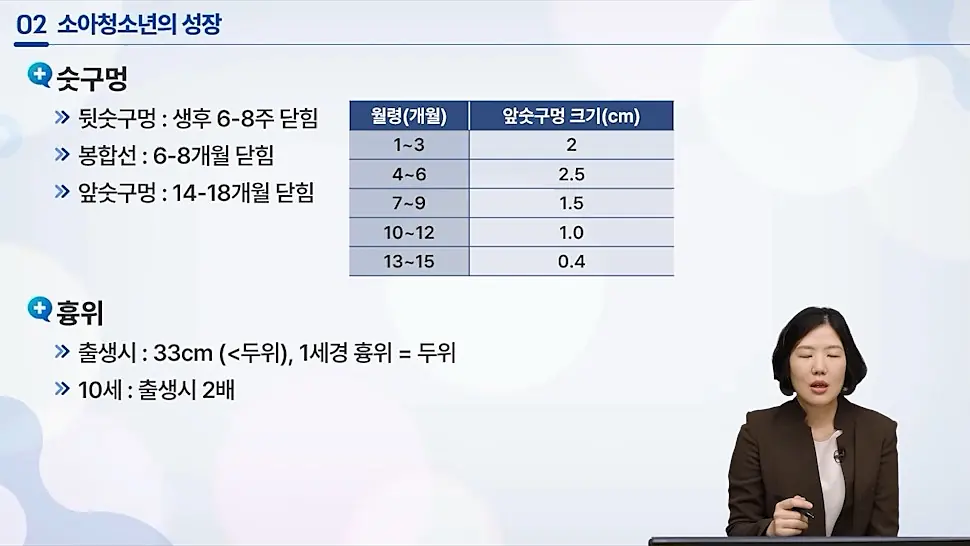 02 소아청소년의 성장
숫구멍
뒷숫구멍 : 생후 6-8주 닫힘
봉합선 : 6-8개월 닫힘
앞숫구멍 : 14-18개월 닫힘
월령(개월) 앞숫구멍 크기(cm)
1~3 2
4~6 2.5
7~9 1.5
10~12 1.0
13~15 0.4
흉위
출생시 : 33cm (<두위), 1세경 흉위 = 두위
10세 : 출생시 2배